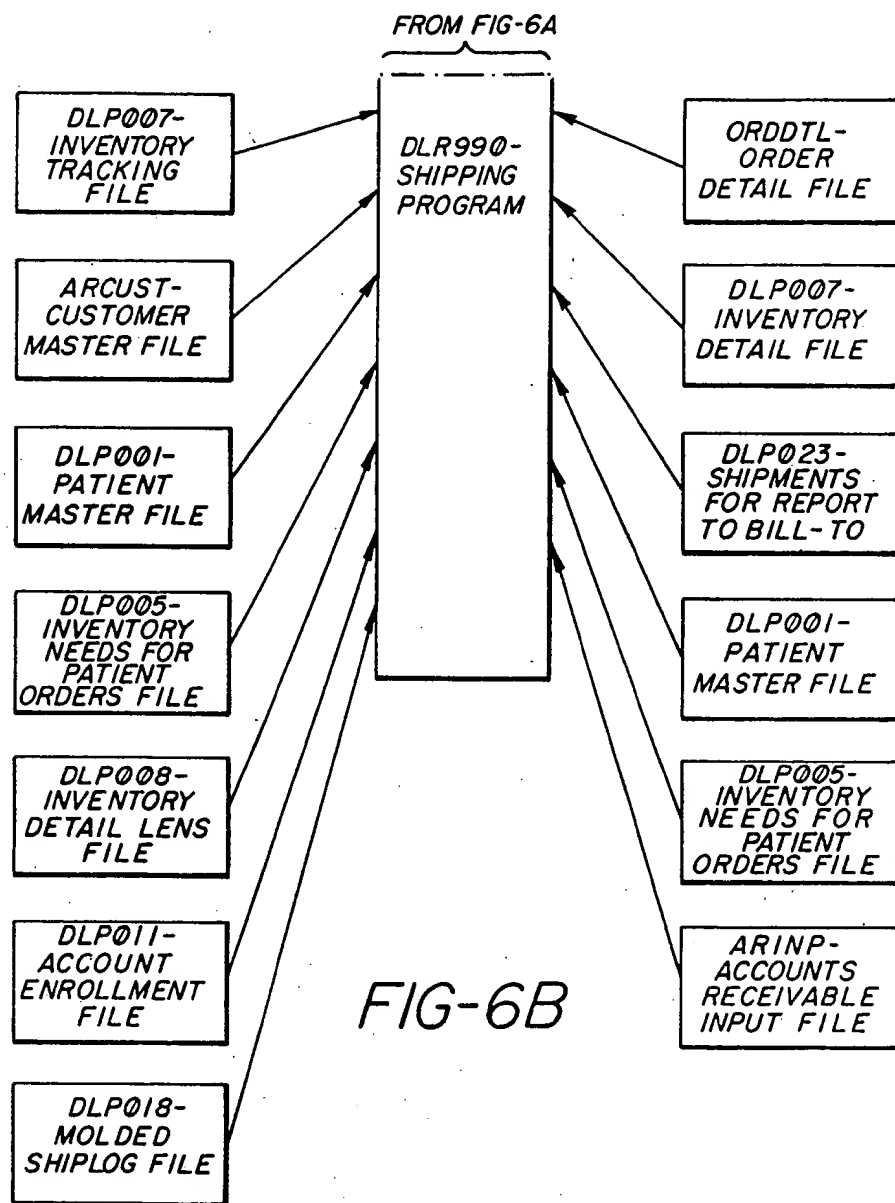 FROM FIG-6A
DLP007-
INVENTORY
TRACKING
FILE
ARCUST-
CUSTOMER
MASTER FILE
DLP001-
PATIENT
MASTER FILE
DLP005-
INVENTORY
NEEDS FOR
PATIENT
ORDERS FILE
DLP008-
INVENTORY
DETAIL LENS
FILE
DLP011-
ACCOUNT
ENROLLMENT
FILE
DLP018-
MOLDED
SHIPLOG FILE
DLR990-
SHIPPING
PROGRAM
ORDDTL-
ORDER
DETAIL FILE
DLP007-
INVENTORY
DETAIL FILE
DLP023-
SHIPMENTS
FOR REPORT
TO BILL-TO
DLP001-
PATIENT
MASTER FILE
DLP005-
INVENTORY
NEEDS FOR
PATIENT
ORDERS FILE
ARINP-
ACCOUNTS
RECEIVABLE
INPUT FILE
FIG-6B